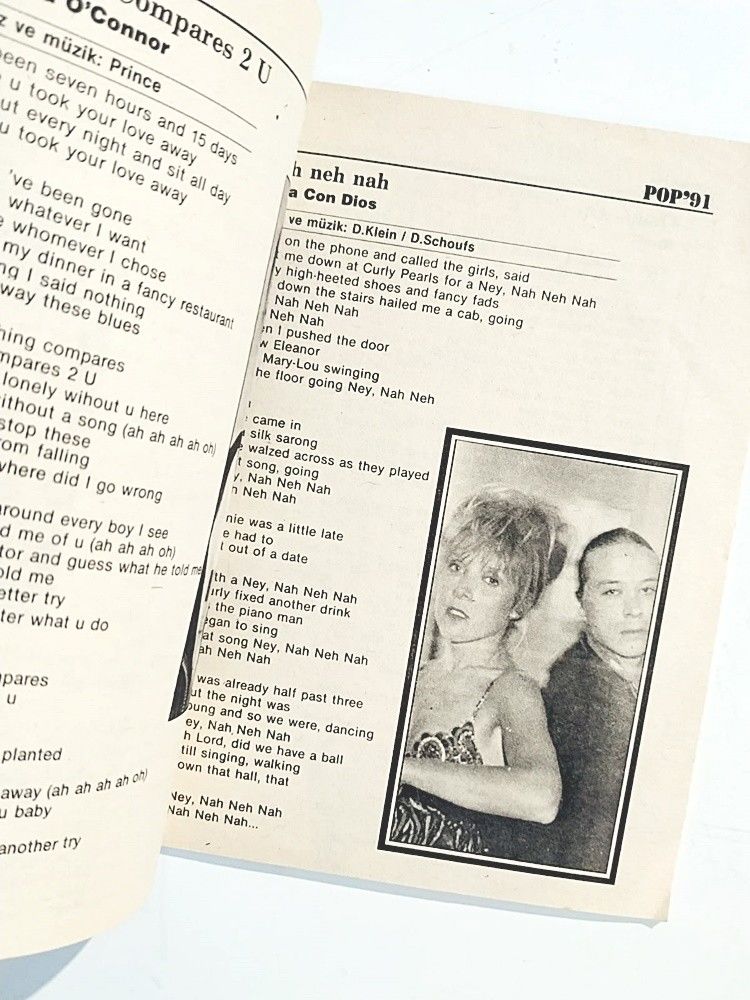 ompares 2 U
O'Connor
z ve müzik: Prince
een seven hours and 15 days
u took your love away
ut every night and sit all day
u took your love away
've been gone
whatever I want
whomever I chose
my dinner in a fancy restaurant
ng I said nothing
way these blues
hing compares
mpares 2 U
lonely wihout u here
ithout a song (ah ah ah ah oh)
stop these
rom falling
where did I go wrong
around every boy I see
d me of u (ah ah ah oh)
tor and guess what he told me
old me
etter try
ter what u do
pares
u
planted
away (ah ah ah ah oh)
u baby
another try
POP'91
h neh nah
a Con Dios
ve müzik: D.Klein / D.Schoufs
on the phone and called the girls, said
me down at Curly Pearls for a Ney, Nah Neh Nah
y high-heeted shoes and fancy fads
down the stairs hailed me a cab, going
Nah Neh Nah
Neh Nah
n I pushed the door
w Eleanor
Mary-Lou swinging
he floor going Ney, Nah Neh
came in
silk sarong
walzed across as they played
t song, going
y, Nah Neh Nah
h Neh Nah
nie was a little late
e had to
t out of a date
ith a Ney, Nah Neh Nah
urly fixed another drink
the piano man
egan to sing
at song Ney, Nah Neh Nah
ah Neh Nah
was already half past three
ut the night was
oung and so we were, dancing
ey, Nah Neh Nah
h Lord, did we have a ball
till singing, walking
own that hall, that
Ney, Nah Neh Nah
Nah Neh Nah...